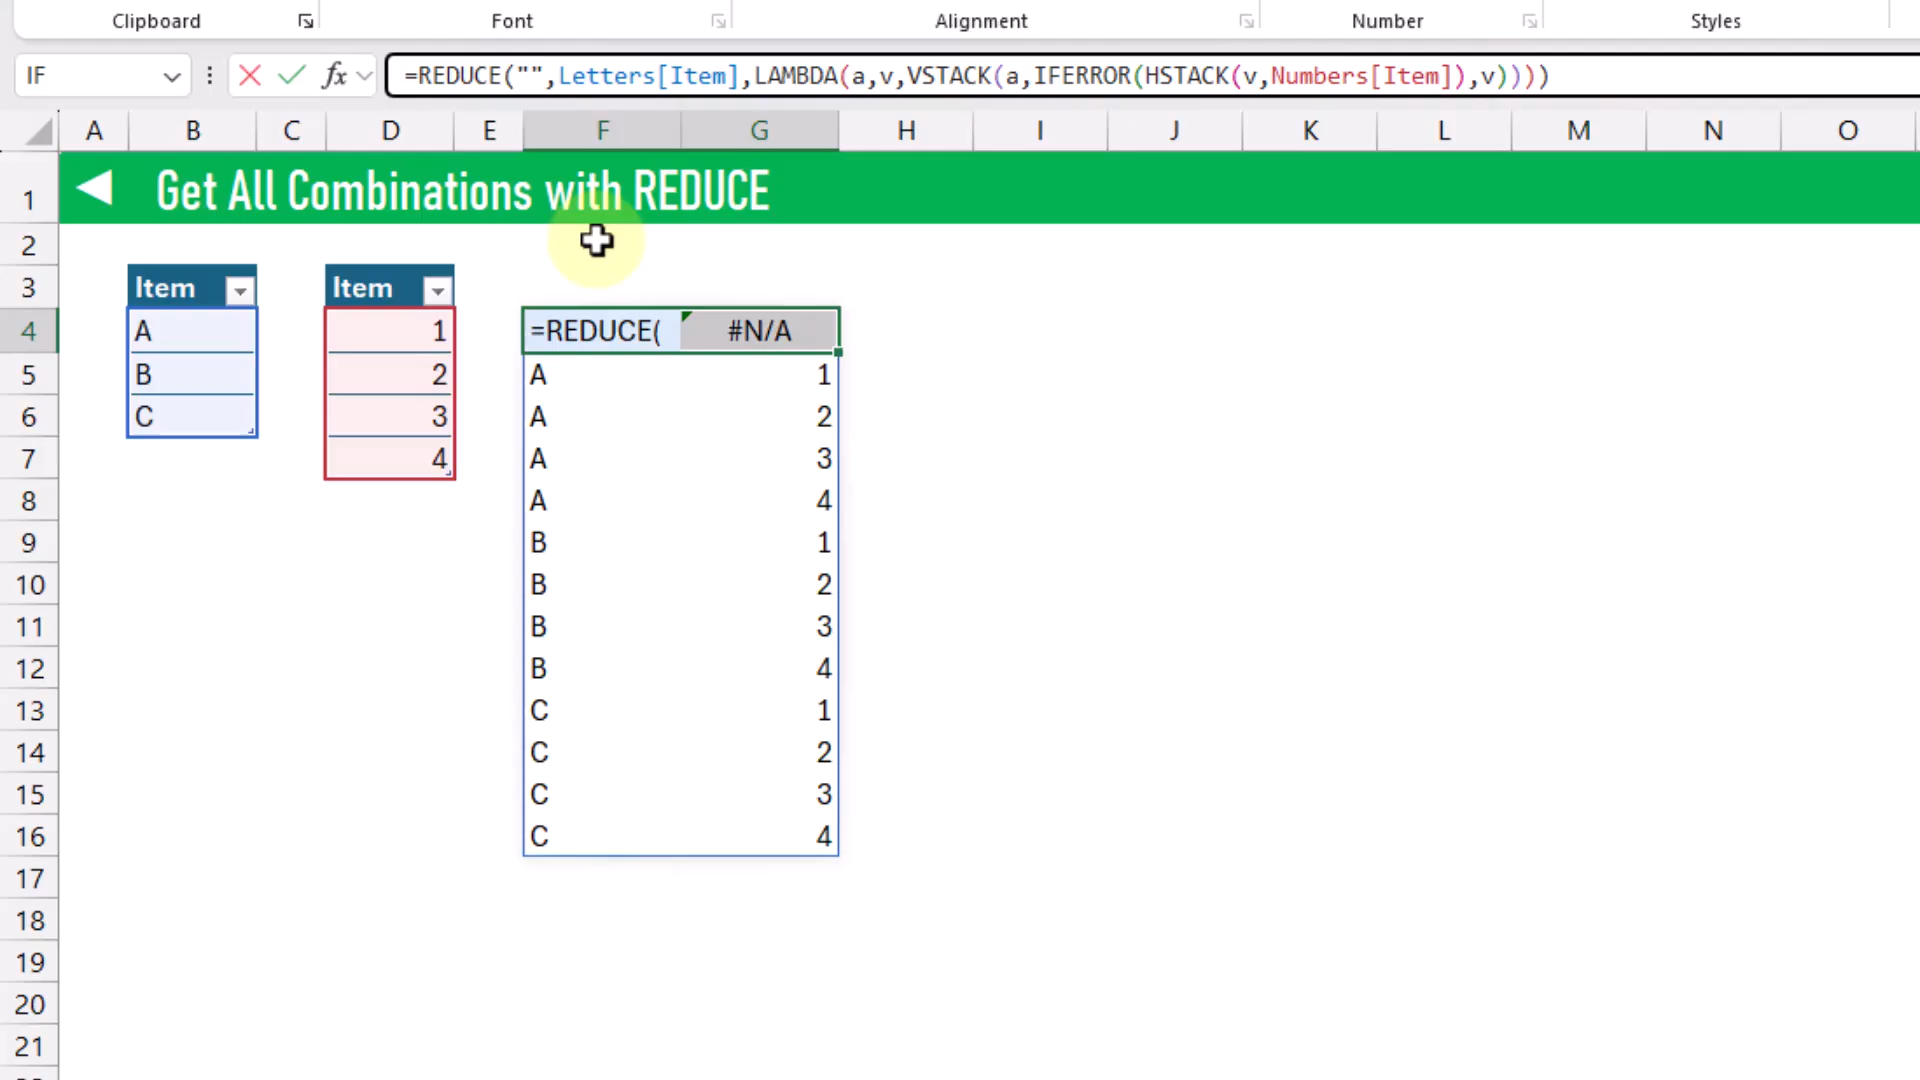 Clipboard Font Alignment Number Styles
IF fx =REDUCE("",Letters[Item],LAMBDA(a,v,VSTACK(a,IFERROR(HSTACK(v,Numbers[Item]),v))))
A B C D E F G H I J K L M N O
1 Get All Combinations with REDUCE
2
3 Item Item
4 A 1 =REDUCE( #N/A
5 B 2 A 1
6 C 3 A 2
7 4 A 3
8 A 4
9 B 1
10 B 2
11 B 3
12 B 4
13 C 1
14 C 2
15 C 3
16 C 4
17
18
19
20
21